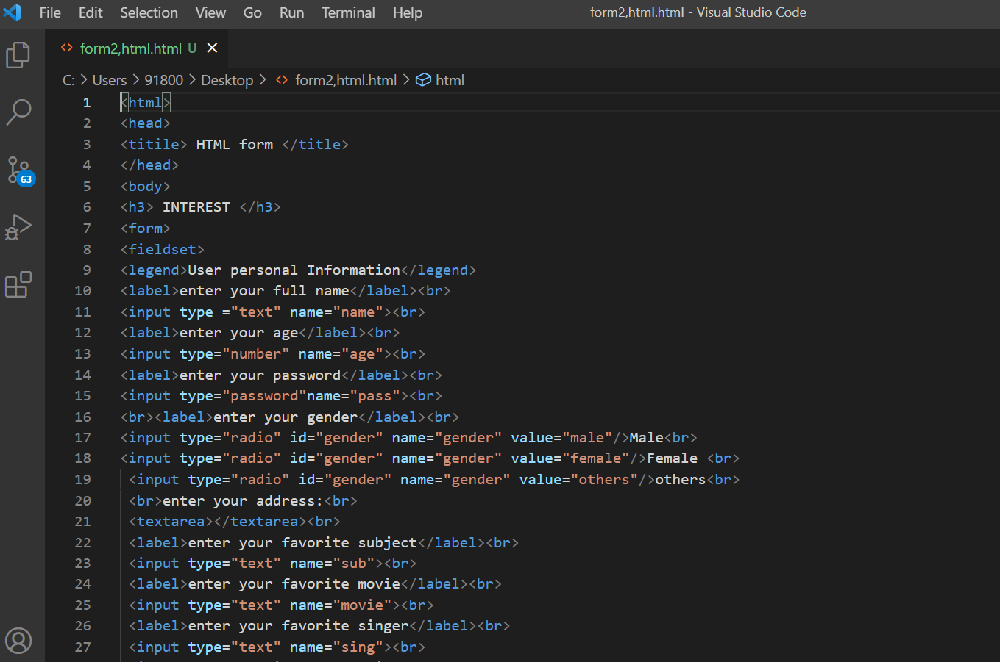 File Edit Selection View Go Run Terminal Help form2,html.html - Visual Studio Code
form2,html.html U
C: > Users > 91800 > Desktop > form2,html.html > html
1 <html>
2 <head>
3 <titile> HTML form </title>
4 </head>
5 <body>
6 <h3> INTEREST </h3>
7 <form>
8 <fieldset>
9 <legend>User personal Information</legend>
10 <label>enter your full name</label><br>
11 <input type ="text" name="name"><br>
12 <label>enter your age</label><br>
13 <input type="number" name="age"><br>
14 <label>enter your password</label><br>
15 <input type="password"name="pass"><br>
16 <br><label>enter your gender</label><br>
17 <input type="radio" id="gender" name="gender" value="male"/>Male<br>
18 <input type="radio" id="gender" name="gender" value="female"/>Female <br>
19 <input type="radio" id="gender" name="gender" value="others"/>others<br>
20 <br>enter your address:<br>
21 <textarea></textarea><br>
22 <label>enter your favorite subject</label><br>
23 <input type="text" name="sub"><br>
24 <label>enter your favorite movie</label><br>
25 <input type="text" name="movie"><br>
26 <label>enter your favorite singer</label><br>
27 <input type="text" name="sing"><br>
63